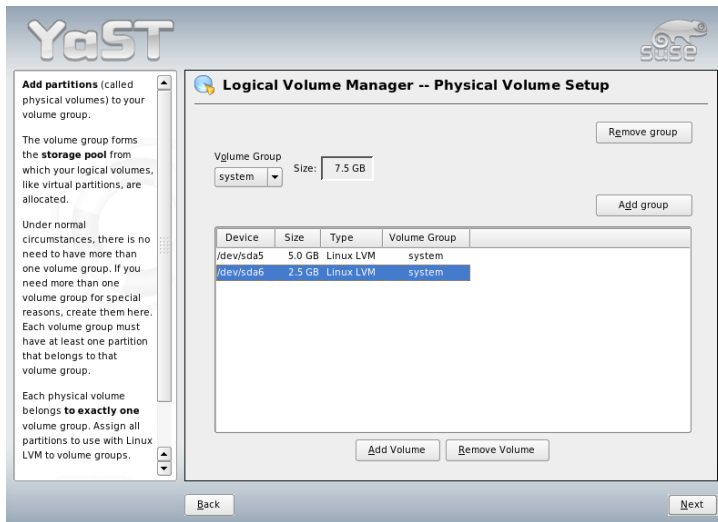 YaST
suse
Add partitions (called
physical volumes) to your
volume group.
The volume group forms
the storage pool from
which your logical volumes,
like virtual partitions, are
allocated.
Under normal
circumstances, there is no
need to have more than
one volume group. If you
need more than one
volume group for special
reasons, create them here.
Each volume group must
have at least one partition
that belongs to that
volume group.
Each physical volume
belongs to exactly one
volume group. Assign all
partitions to use with Linux
LVM to volume groups.
Logical Volume Manager -- Physical Volume Setup
Remove group
Volume Group
system
Size: 7.5 GB
Add group
Device Size Type Volume Group
/dev/sda5 5.0 GB Linux LVM system
/dev/sda6 2.5 GB Linux LVM system
Add Volume Remove Volume
Back Next